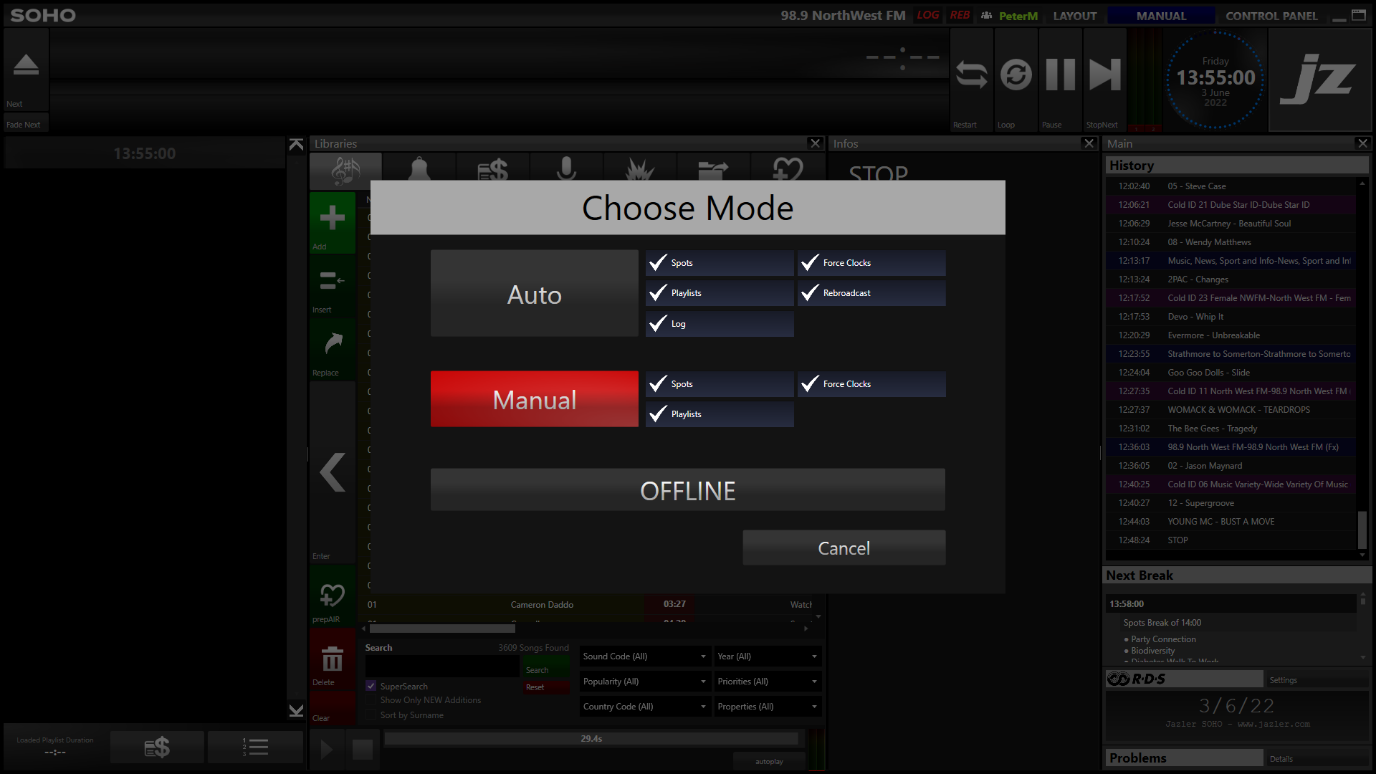 SOHO
98.9 NorthWest FM LOG REB PeterM LAYOUT MANUAL CONTROL PANEL
Next
Fade Next
--:--
Restart
Loop
Pause
StopNext
Friday
13:55:00
3 June
2022
jz
13:55:00
Libraries
Infos
STOP
Main
Add
Insert
Replace
Enter
prepAIR
Delete
Clear
Choose Mode
Auto
Spots
Force Clocks
Playlists
Rebroadcast
Log
Manual
Spots
Force Clocks
Playlists
OFFLINE
Cancel
01 Cameron Daddo 03:27 Watch
Search
3609 Songs Found
Search
Reset
SuperSearch
Show Only NEW Additions
Sort by Surname
Sound Code (All)
Year (All)
Popularity (All)
Priorities (All)
Country Code (All)
Properties (All)
29.4s
autoplay
Loaded Playlist Duration
--:--
1
2
3
History
12:02:40 05 - Steve Case
12:06:21 Cold ID 21 Dube Star ID-Dube Star ID
12:06:29 Jesse McCartney - Beautiful Soul
12:10:24 08 - Wendy Matthews
12:13:17 Music, News, Sport and Info-News, Sport and Inf
12:13:24 2PAC - Changes
12:17:52 Cold ID 23 Female NWFM-North West FM - Fem
12:17:53 Devo - Whip It
12:20:29 Evermore - Unbreakable
12:23:55 Strathmore to Somerton-Strathmore to Somerto
12:24:04 Goo Goo Dolls - Slide
12:27:35 Cold ID 11 North West FM-98.9 North West FM
12:27:37 WOMACK & WOMACK - TEARDROPS
12:31:02 The Bee Gees - Tragedy
12:36:03 98.9 North West FM-98.9 North West FM (Fx)
12:36:05 02 - Jason Maynard
12:40:25 Cold ID 06 Music Variety-Wide Variety Of Music
12:40:27 12 - Supergroove
12:44:03 YOUNG MC - BUST A MOVE
12:48:24 STOP
Next Break
13:58:00
Spots Break of 14:00
● Party Connection
● Biodiversity
● Diabetes Walk To Work
R·D·S
Settings
3/6/22
Jazler SOHO - www.jazler.com
Problems
Details